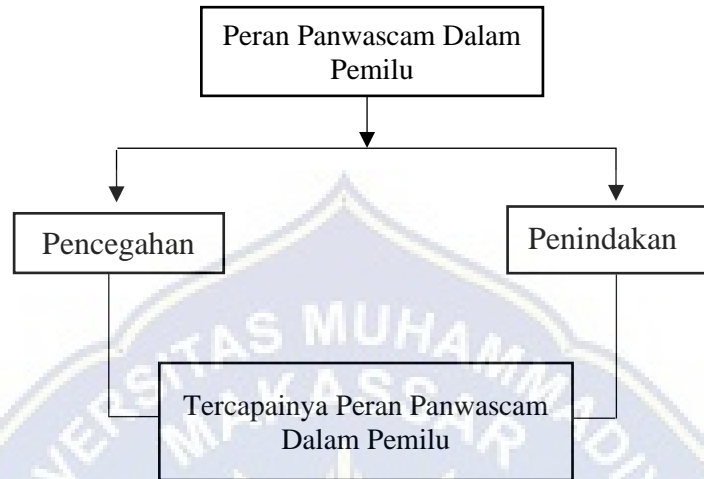 Peran Panwascam Dalam
Pemilu
Pencegahan
Penindakan
Tercapainya Peran Panwascam
Dalam Pemilu